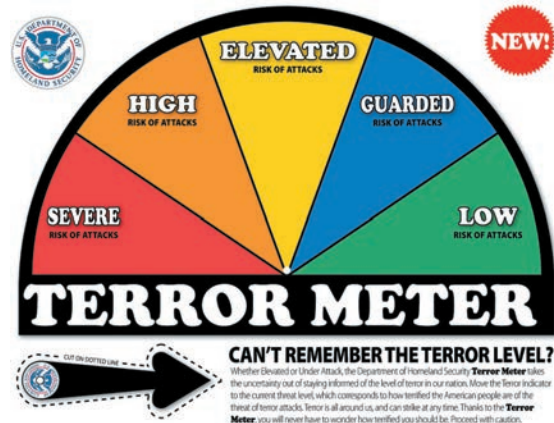 U.S. DEPARTMENT OF
HOMELAND SECURITY
NEW!
ELEVATED
RISK OF ATTACKS
HIGH
RISK OF ATTACKS
GUARDED
RISK OF ATTACKS
SEVERE
RISK OF ATTACKS
LOW
RISK OF ATTACKS
TERROR METER
CUT ON DOTTED LINE
CAN'T REMEMBER THE TERROR LEVEL?
Whether Elevated or Under Attack, the Department of Homeland Security Terror Meter takes
the uncertainty out of staying informed of the level of terror in our nation. Move the Terror Indicator
to the current threat level, which corresponds to how terrified the American people are of the
threat of terror attacks. Terror is all around us, and can strike at any time. Thanks to the Terror
Meter, you will never have to wonder how terrified you should be. Proceed with caution.